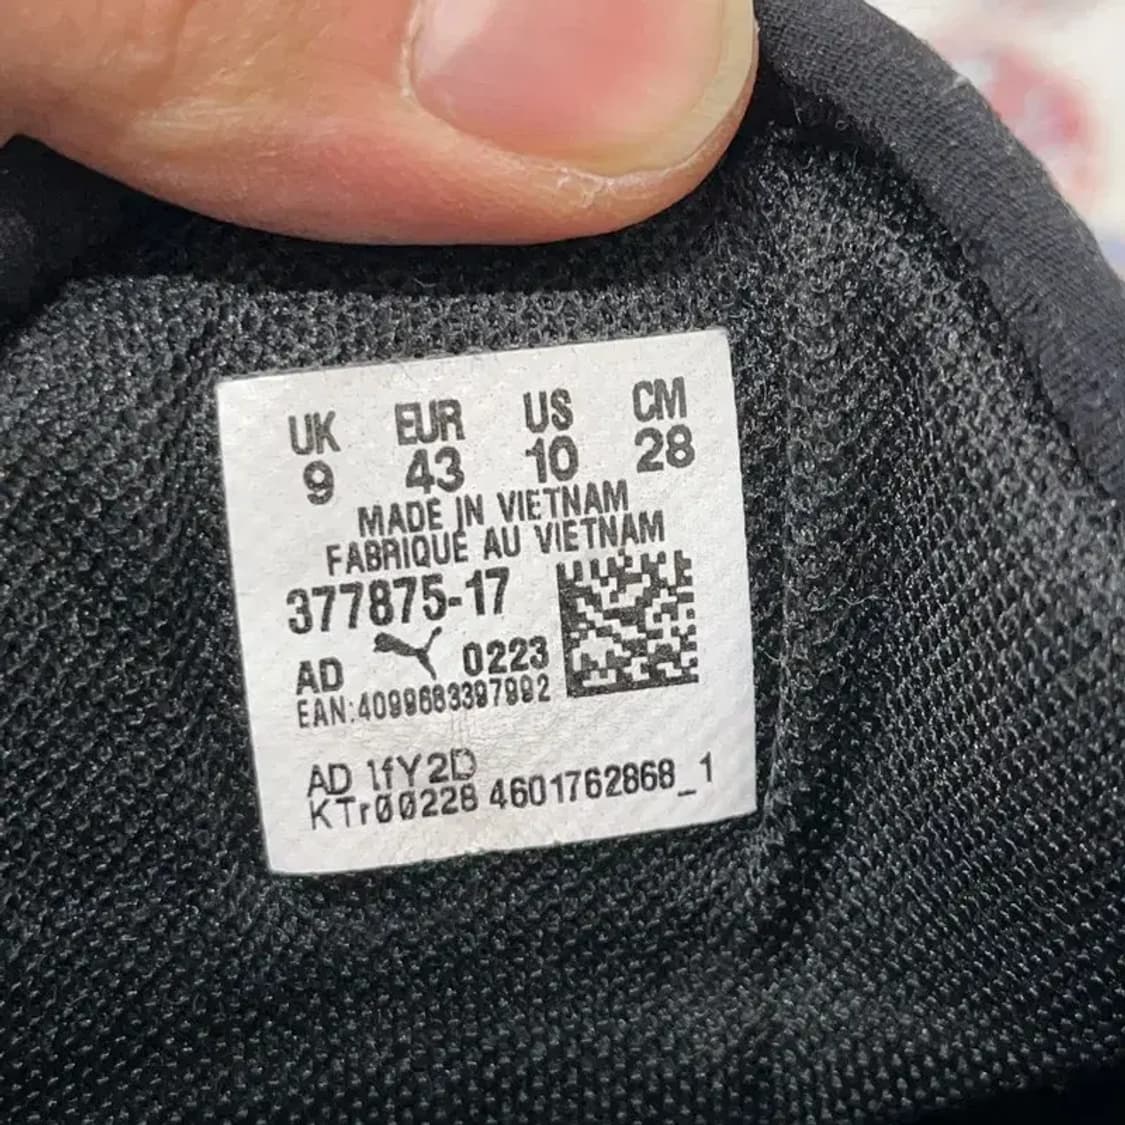 UK EUR US CM
9 43 10 28
MADE IN VIETNAM
FABRIQUE AU VIETNAM
377875-17
AD 0223
EAN:4099683397992
AD 1fY2D
KTr00228 4601762868_1